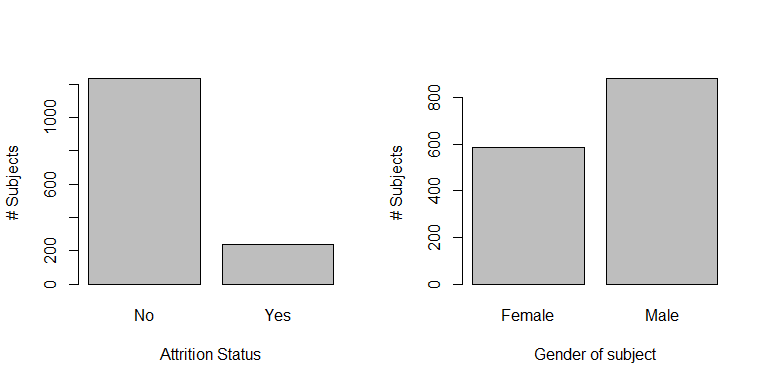 # Subjects
1000
600
200
0
No
Yes
Attrition Status
# Subjects
800
600
400
200
0
Female
Male
Gender of subject